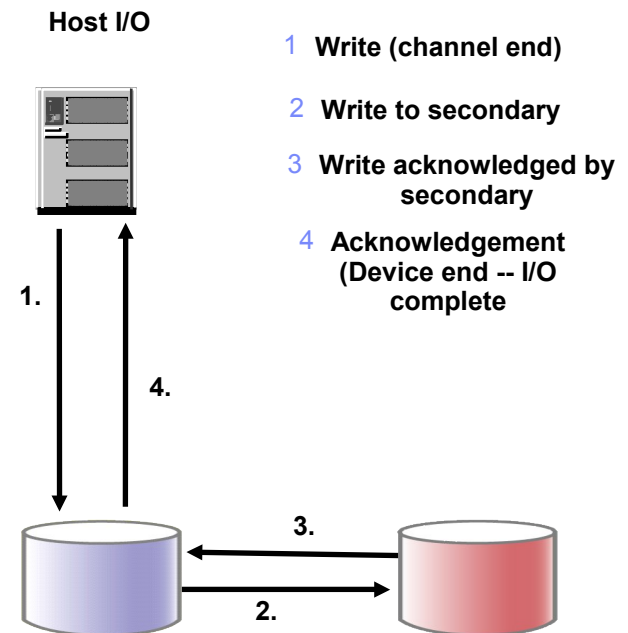 Host I/O
1 Write (channel end)
2 Write to secondary
3 Write acknowledged by
secondary
4 Acknowledgement
(Device end -- I/O
complete
1.
4.
3.
2.